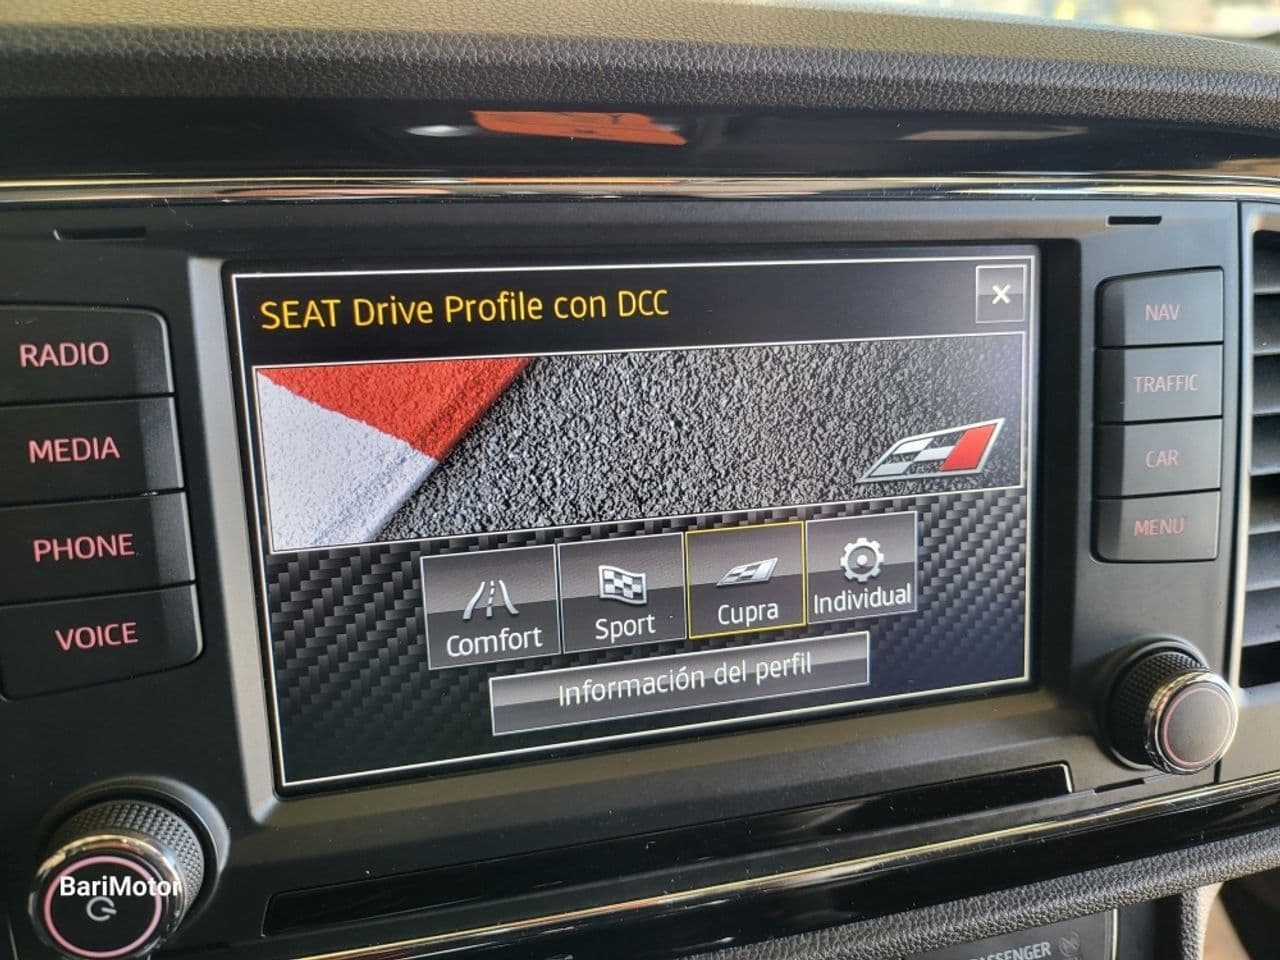 SEAT Drive Profile con DCC
×
RADIO
MEDIA
PHONE
VOICE
Comfort
Sport
Cupra
Individual
Información del perfil
NAV
TRAFFIC
CAR
MENU
BariMotor
PASSENGER